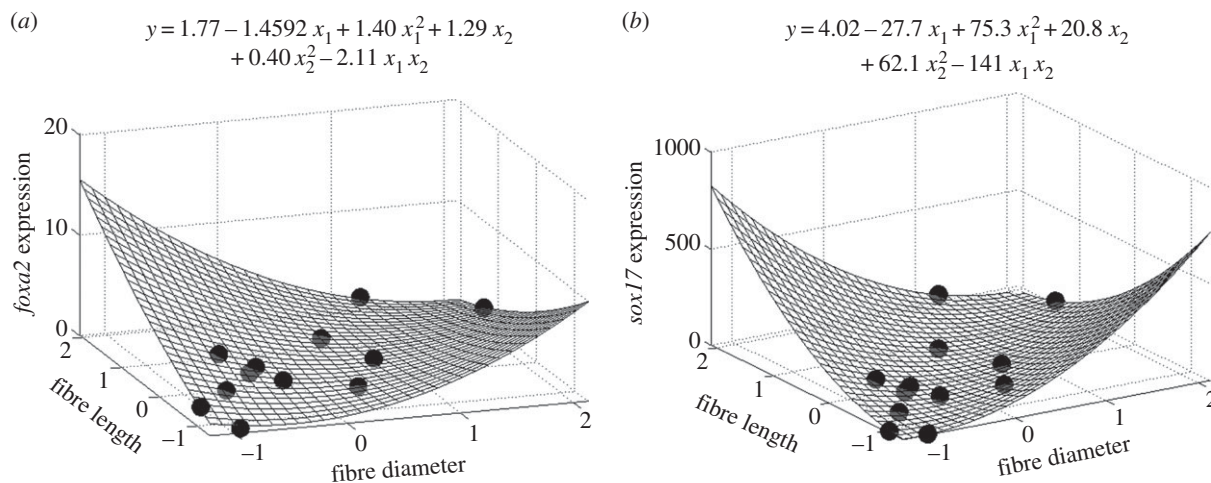 (a)
y = 1.77 – 1.4592 x₁ + 1.40 x₁² + 1.29 x₂
+ 0.40 x₂² – 2.11 x₁ x₂
20
10
0
foxa2 expression
2
1
0
–1
fibre length
–1
0
1
2
fibre diameter
(b)
y = 4.02 – 27.7 x₁ + 75.3 x₁² + 20.8 x₂
+ 62.1 x₂² – 141 x₁ x₂
1000
500
0
sox17 expression
2
1
0
–1
fibre length
–1
0
1
2
fibre diameter